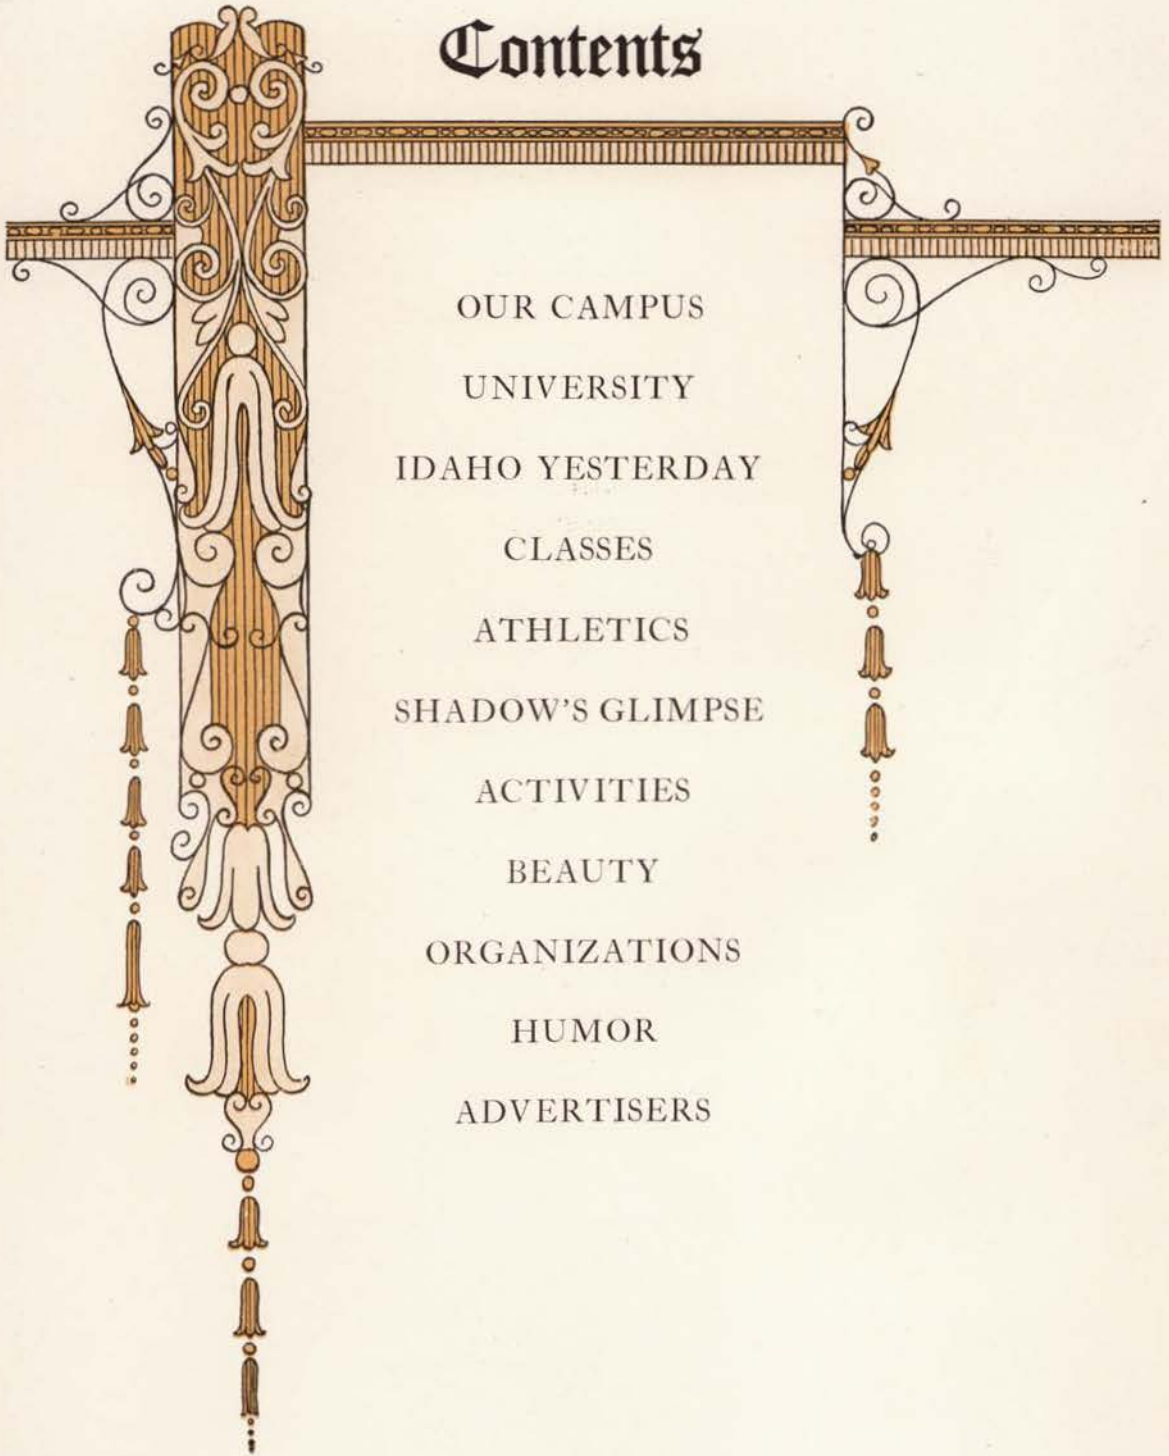 Contents
OUR CAMPUS
UNIVERSITY
IDAHO YESTERDAY
CLASSES
ATHLETICS
SHADOW'S GLIMPSE
ACTIVITIES
BEAUTY
ORGANIZATIONS
HUMOR
ADVERTISERS